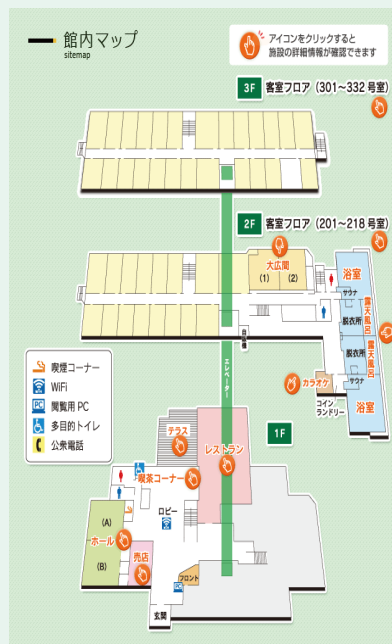 館内マップ
sitemap
アイコンをクリックすると
施設の詳細情報が確認できます
3F 客室フロア（301～332号室）
2F 客室フロア（201～218号室）
大広間
(1) (2)
浴室
サウナ
露天風呂
脱衣所
脱衣所
露天風呂
サウナ
浴室
カラオケ
コイン
ランドリー
エレベーター
喫煙コーナー
WiFi
PC 閲覧用 PC
多目的トイレ
公衆電話
1F
テラス
レストラン
喫茶コーナー
ロビー
(A)
ホール
(B)
売店
フロント
PC
玄関